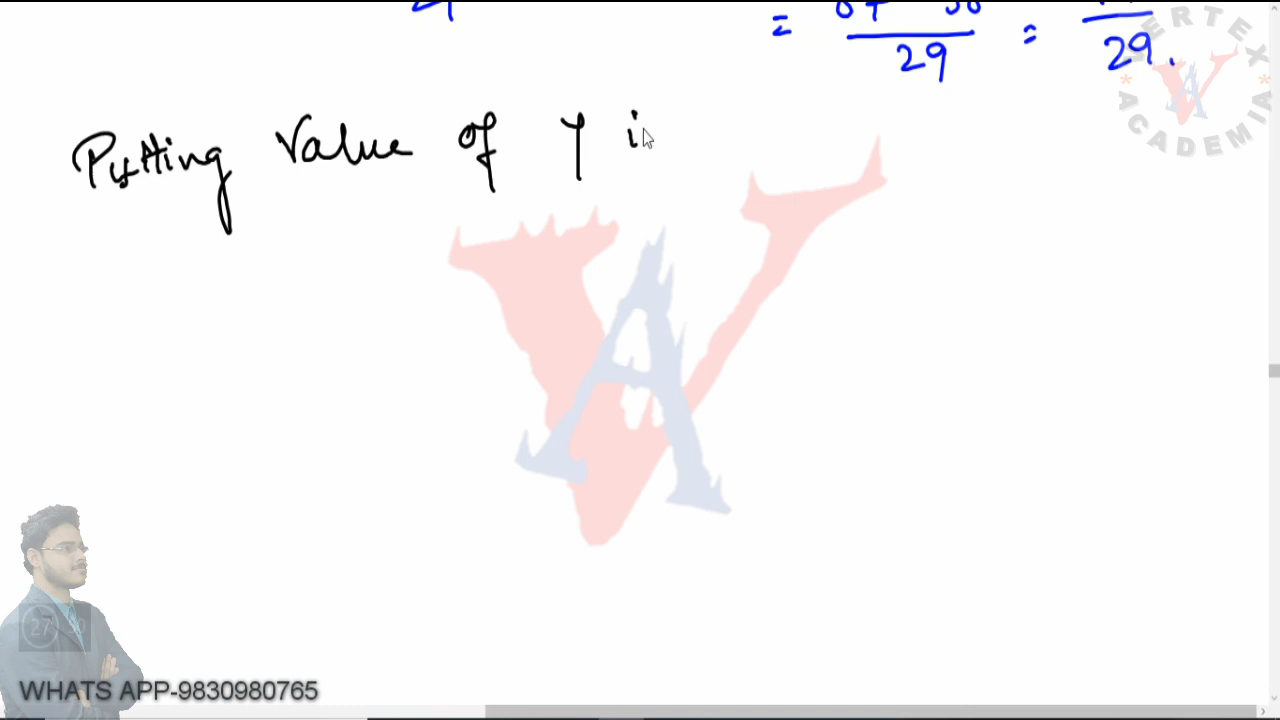 = 29 = 29.
Putting Value of Y i
VERTEX ACADEMIA
WHATS APP-9830980765